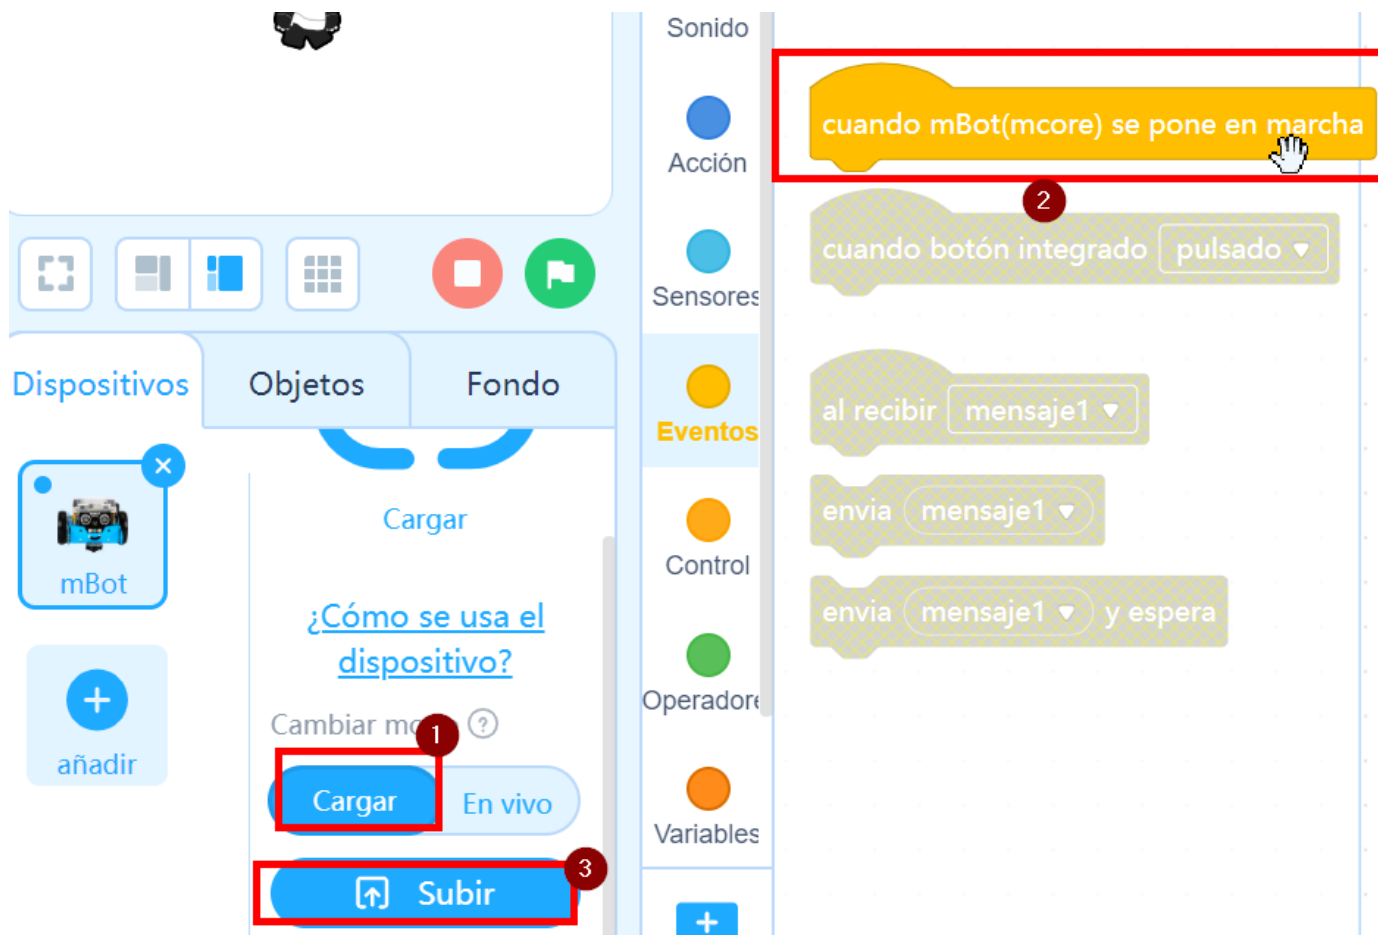 Sonido
Acción
Sensores
Eventos
Control
Operadore
Variables
cuando mBot(mcore) se pone en marcha
2
cuando botón integrado pulsado
al recibir mensaje1
envia mensaje1
envia mensaje1 y espera
Dispositivos Objetos Fondo
mBot
añadir
Cargar
¿Cómo se usa el
dispositivo?
Cambiar 1 ?
Cargar En vivo
3
Subir